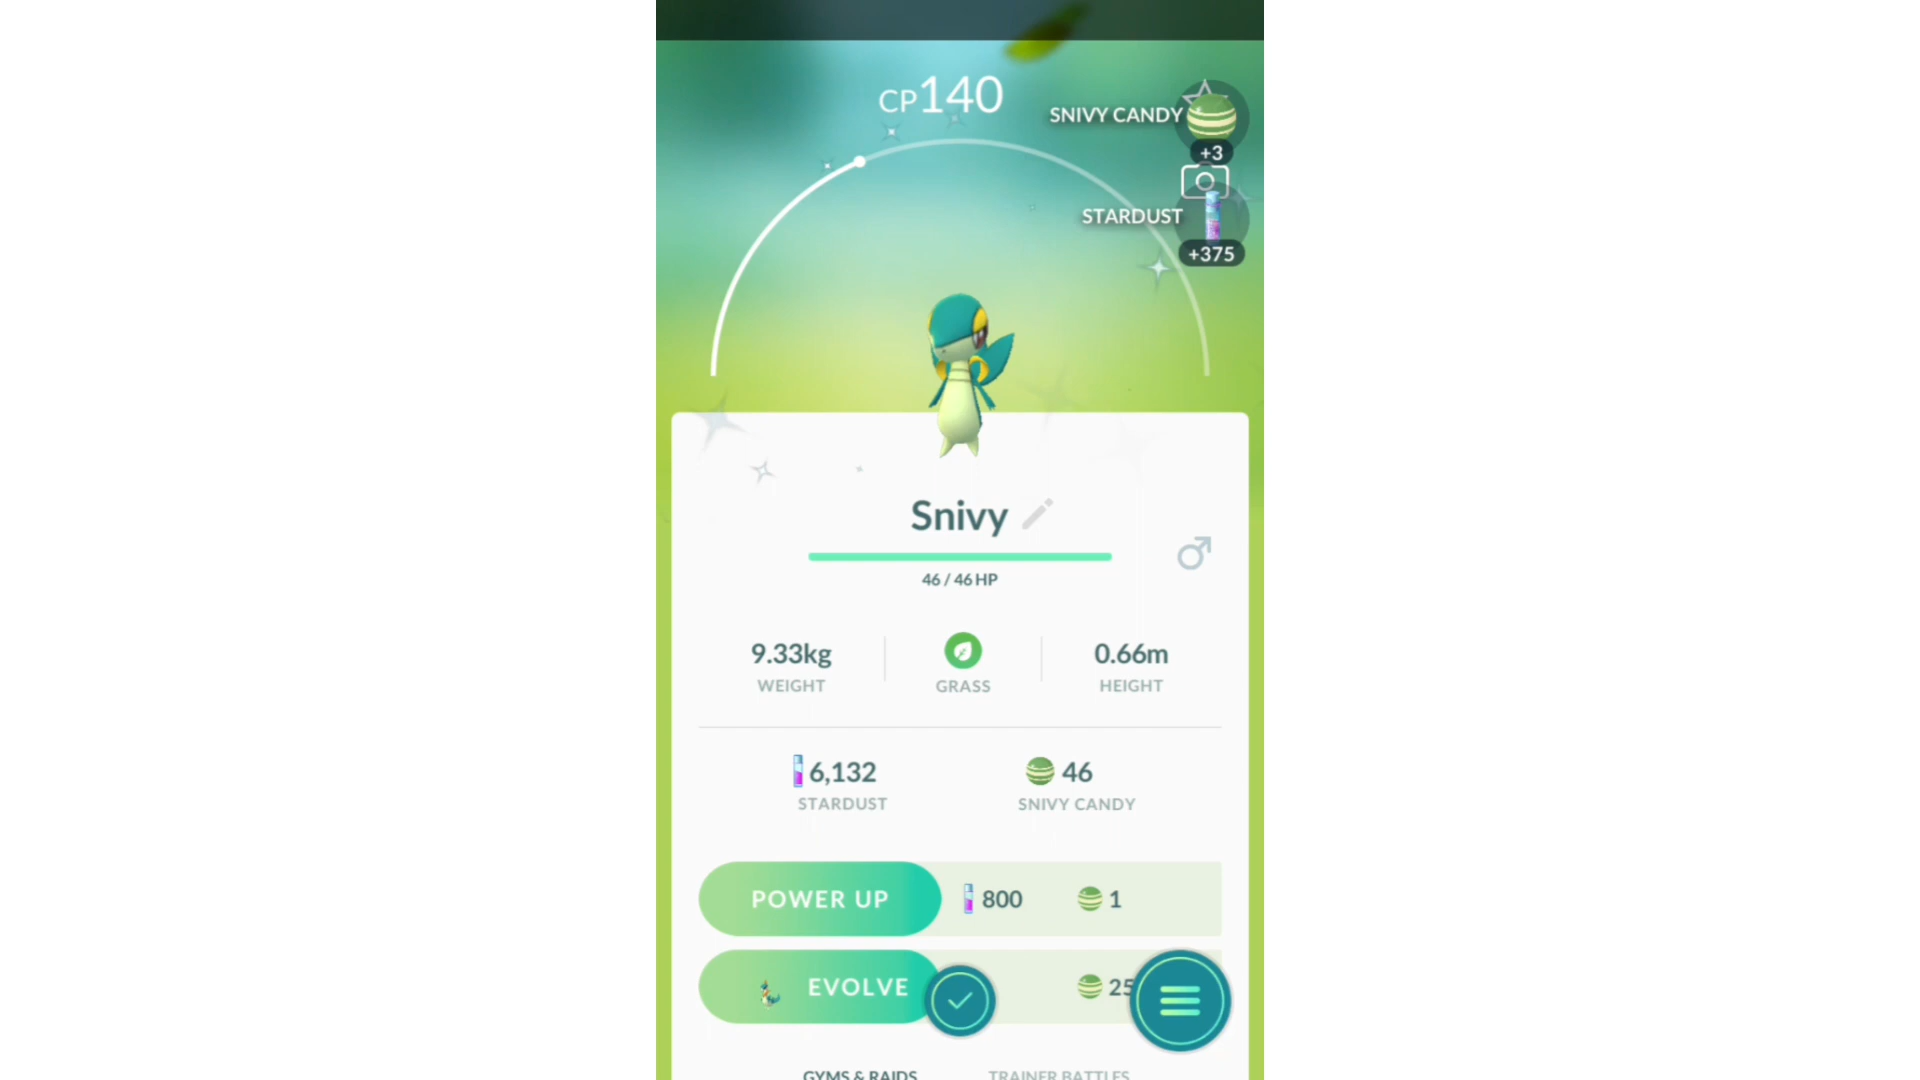 CP140
SNIVY CANDY
+3
STARDUST
+375
Snivy
46 / 46 HP
9.33kg
WEIGHT
GRASS
0.66m
HEIGHT
6,132
STARDUST
46
SNIVY CANDY
POWER UP
800
1
EVOLVE
25
GYMS & RAIDS
TRAINER BATTLES